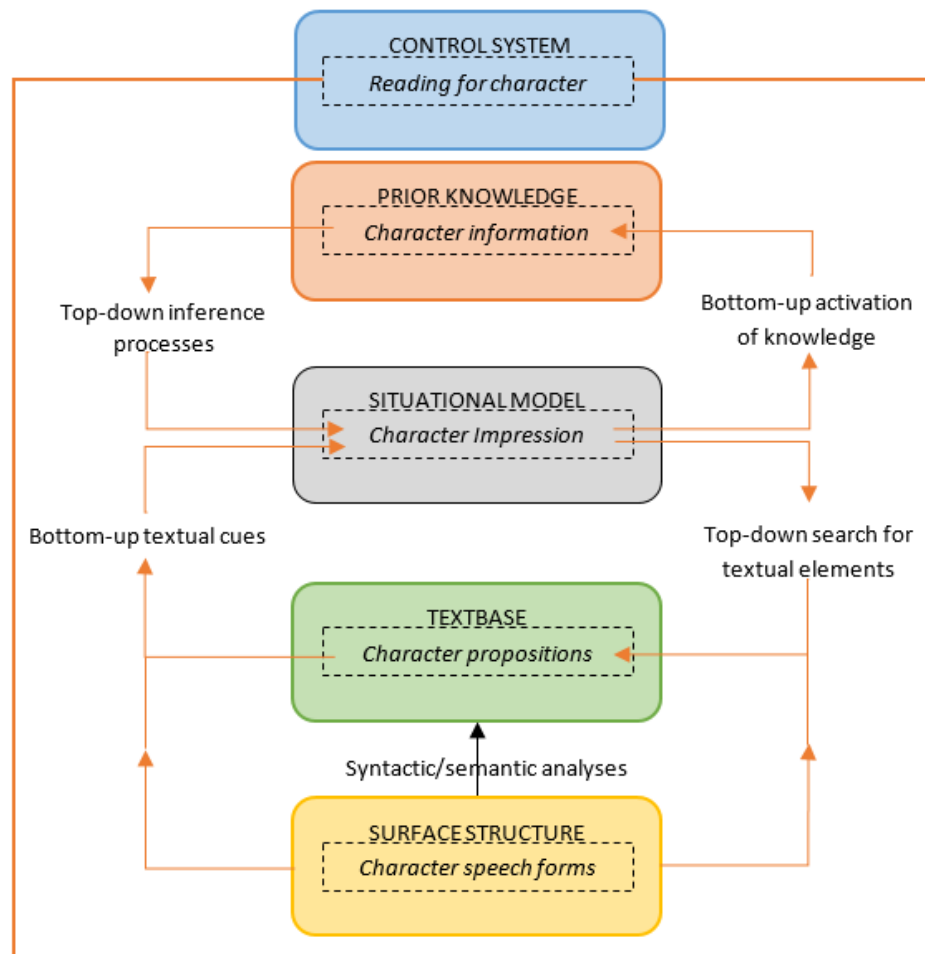 CONTROL SYSTEM
Reading for character
PRIOR KNOWLEDGE
Character information
Top-down inference
processes
Bottom-up activation
of knowledge
SITUATIONAL MODEL
Character Impression
Bottom-up textual cues
Top-down search for
textual elements
TEXTBASE
Character propositions
Syntactic/semantic analyses
SURFACE STRUCTURE
Character speech forms